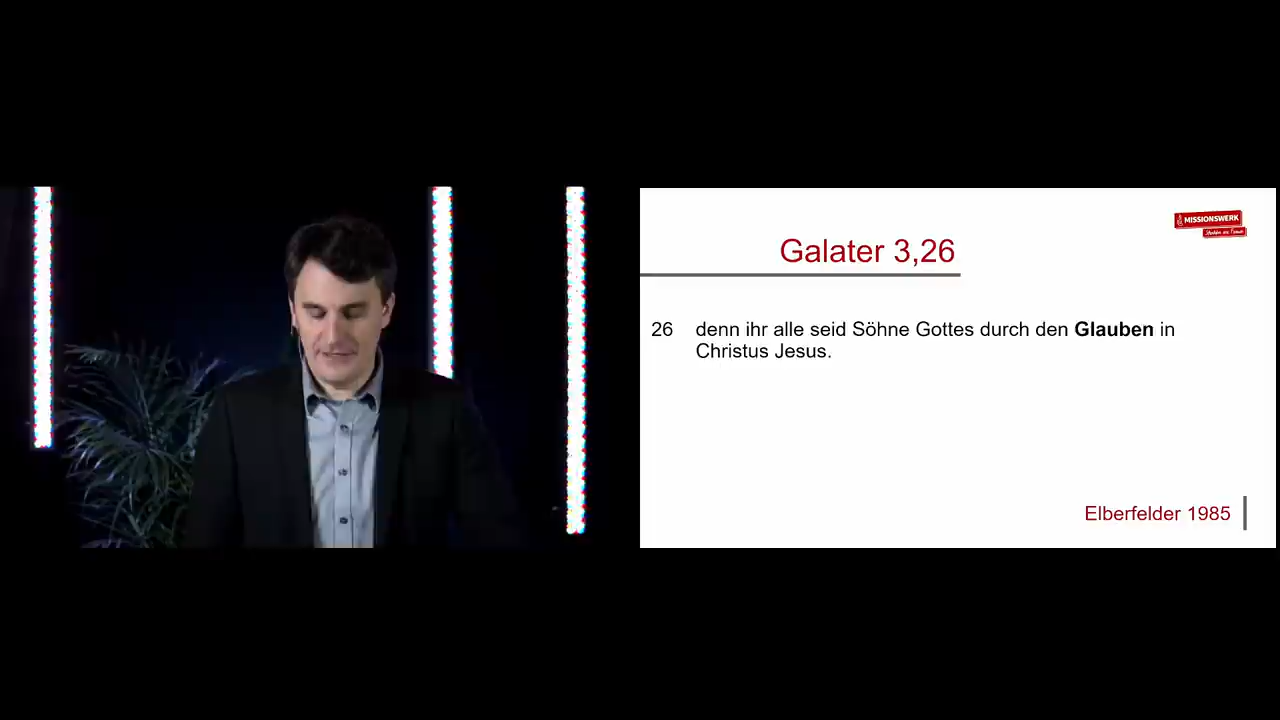 MISSIONSWERK
Galater 3,26
26 denn ihr alle seid Söhne Gottes durch den Glauben in
Christus Jesus.
Elberfelder 1985